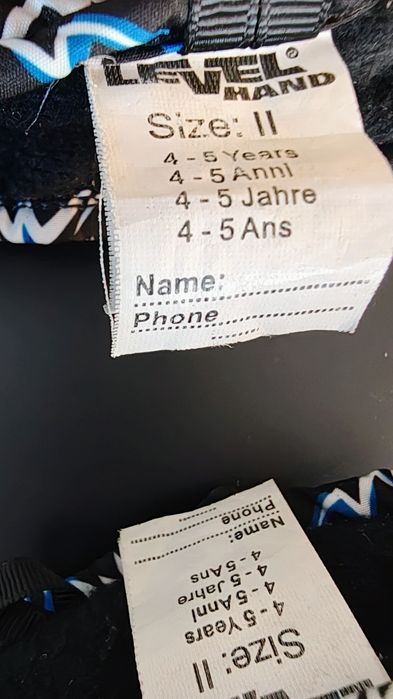 LEVEL®
HAND
Size: II
4 - 5 Years
4 - 5 Anni
4 - 5 Jahre
4 - 5 Ans
Name:
Phone
Size: II
4 - 5 Years
4 - 5 Anni
4 - 5 Jahre
4 - 5 Ans
Name:
Phone